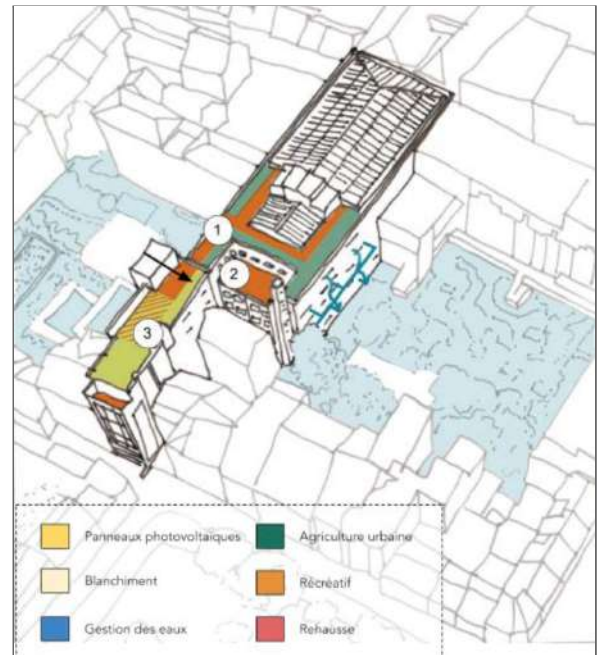 1
2
3
Panneaux photovoltaïques Agriculture urbaine
Blanchiment Récréatif
Gestion des eaux Rehausse